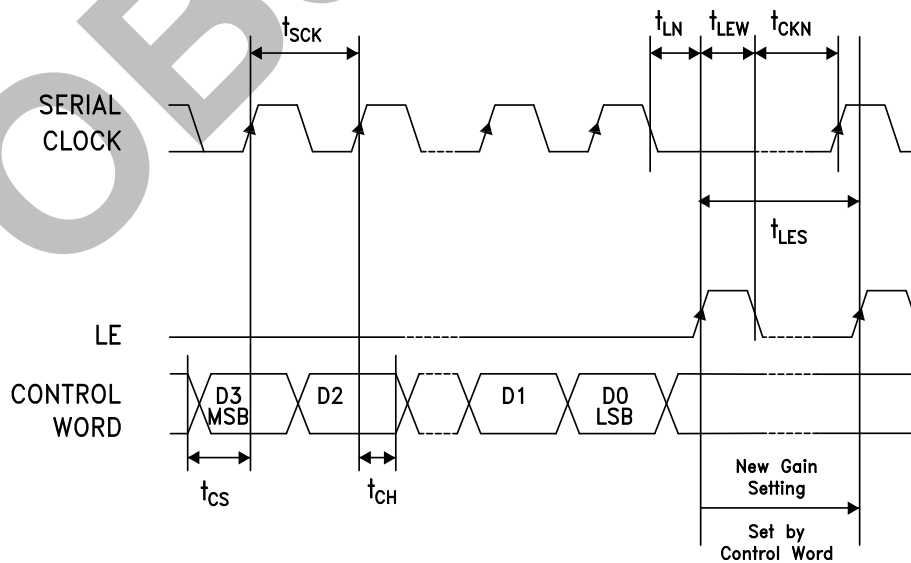 OBS
tSCK
tLN
tLEW
tCKN
SERIAL
CLOCK
tLES
LE
CONTROL
WORD
D3
MSB
D2
D1
D0
LSB
tCS
tCH
New Gain
Setting
Set by
Control Word